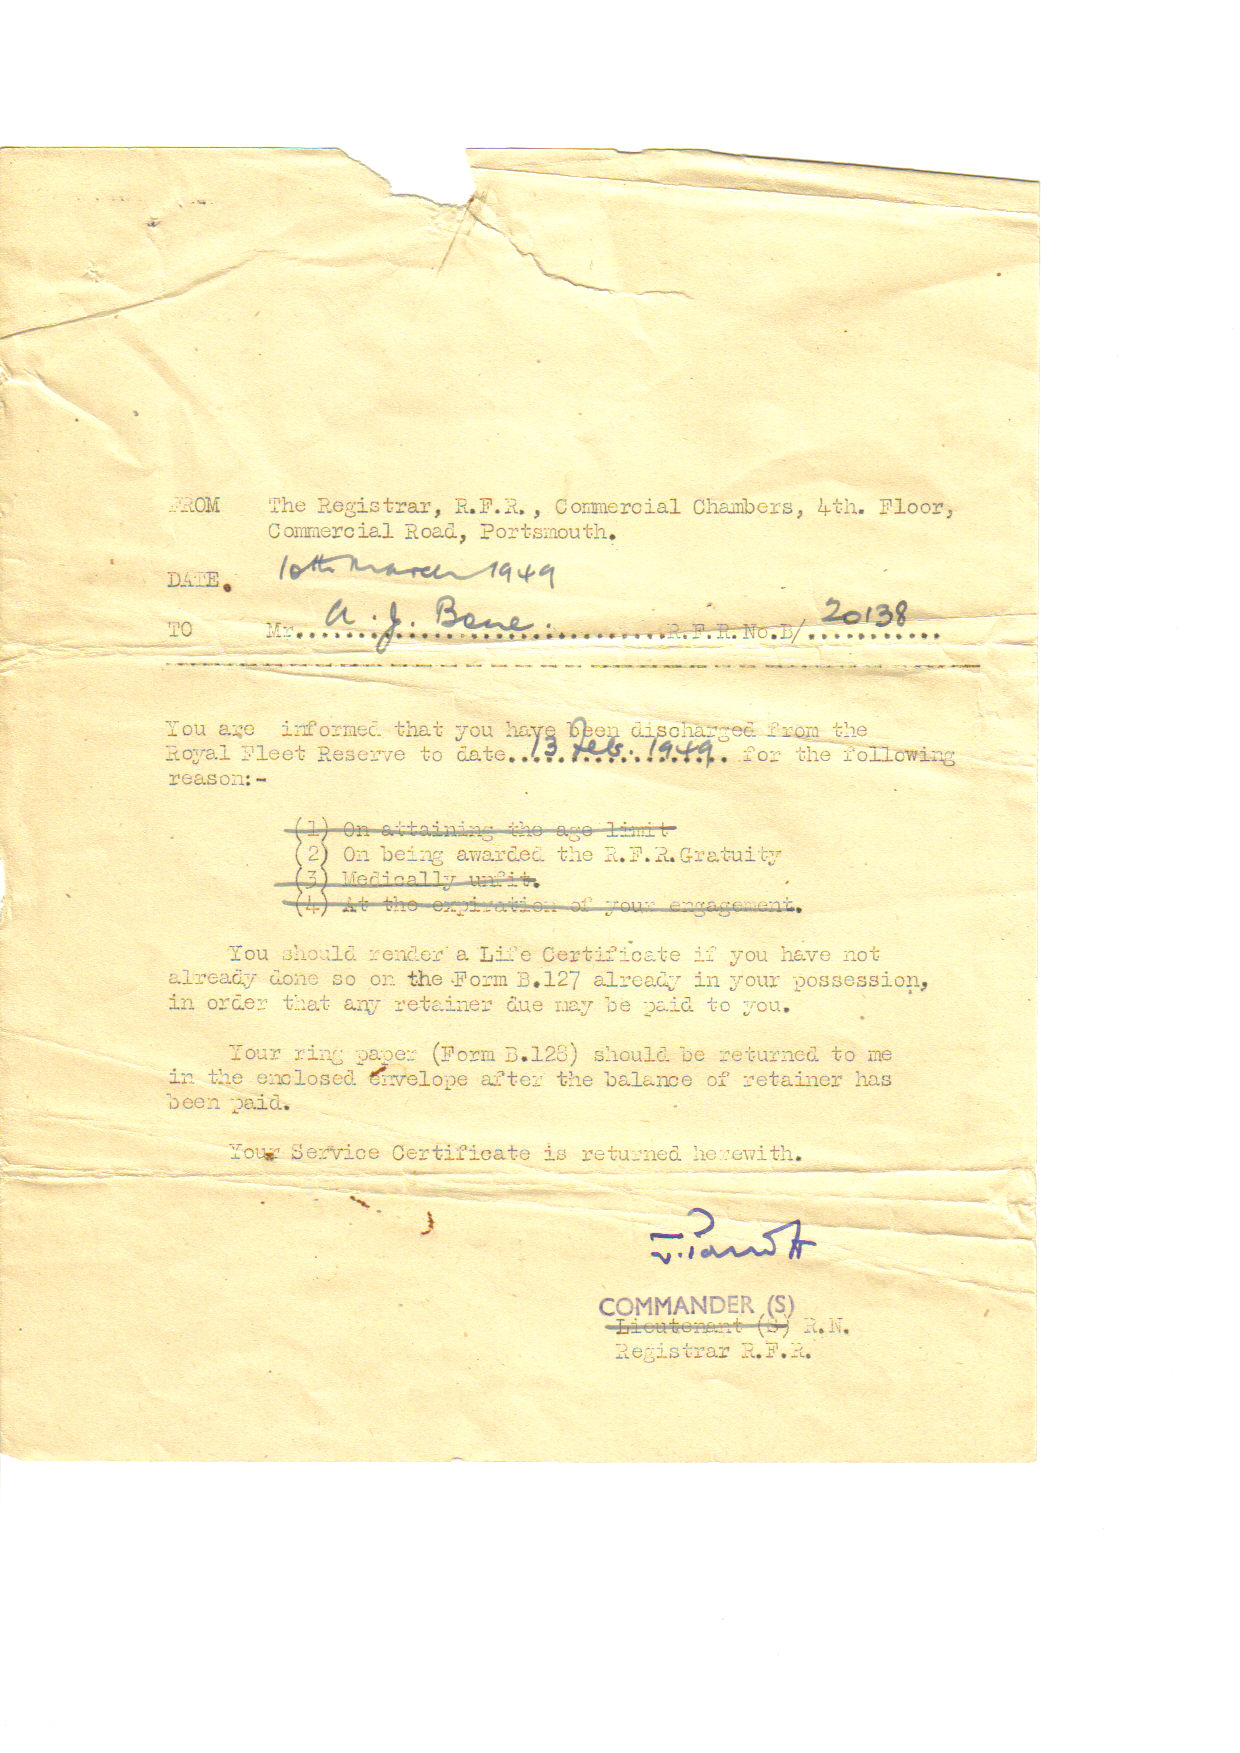 FROM The Registrar, R.F.R., Commercial Chambers, 4th. Floor,
Commercial Road, Portsmouth.
DATE. 10th March 1949
TO Mr. A. J. Bone. R.F.R.No.B/ 20138
You are informed that you have been discharged from the
Royal Fleet Reserve to date 13 Feb. 1949. for the following
reason:-
(1) On attaining the age limit
(2) On being awarded the R.F.R.Gratuity
(3) Medically unfit.
(4) At the expiration of your engagement.
You should render a Life Certificate if you have not
already done so on the Form B.127 already in your possession,
in order that any retainer due may be paid to you.
Your ring paper (Form B.128) should be returned to me
in the enclosed envelope after the balance of retainer has
been paid.
Your Service Certificate is returned herewith.
COMMANDER (S)
Lieutenant (S) R.N.
Registrar R.F.R.